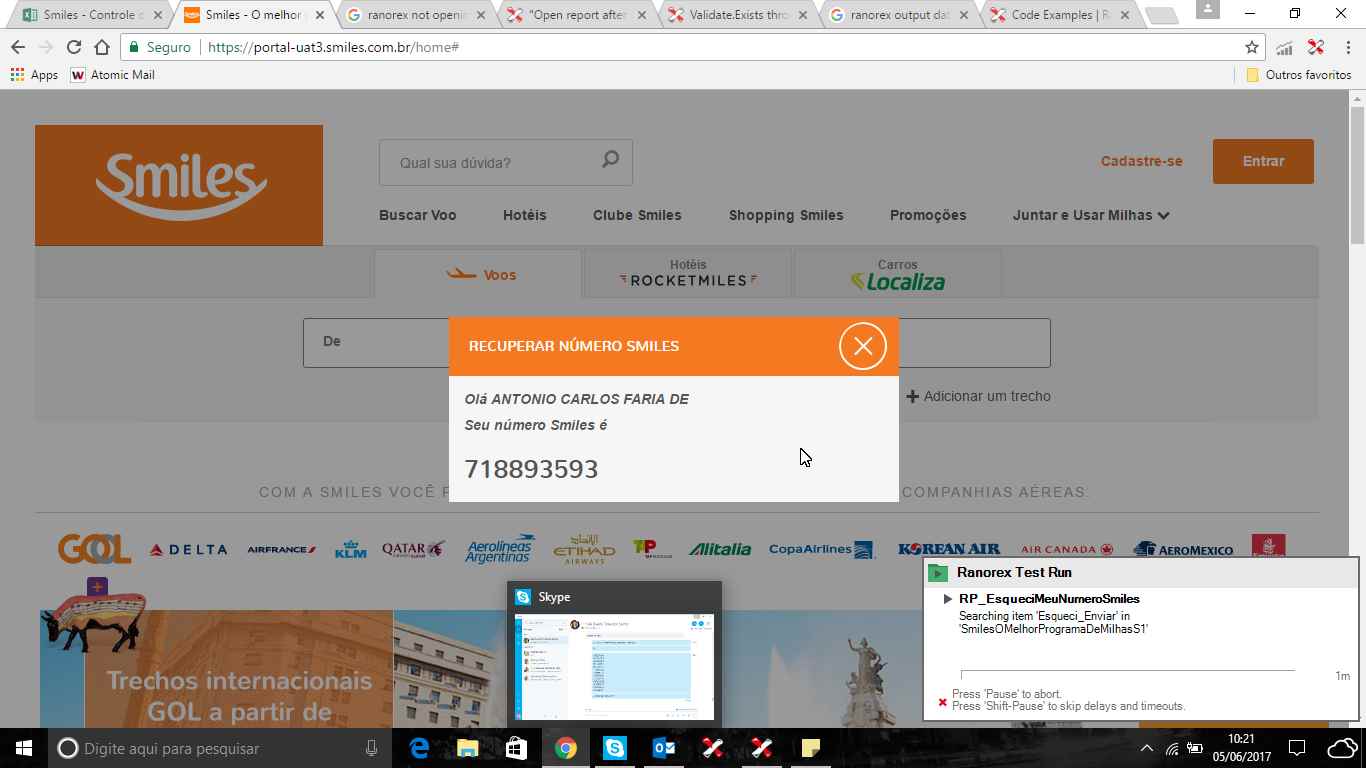 Smiles - Controle d
Smiles - O melhor
ranorex not openin
"Open report after
Validate.Exists thro
ranorex output dat
Code Examples | Ra
Seguro
https://portal-uat3.smiles.com.br/home#
Apps
Atomic Mail
Outros favoritos
Smiles
Qual sua dúvida?
Cadastre-se
Entrar
Buscar Voo
Hotéis
Clube Smiles
Shopping Smiles
Promoções
Juntar e Usar Milhas
Voos
Hotéis
ROCKETMILES
Carros
Localiza
De
RECUPERAR NÚMERO SMILES
Adicionar um trecho
Olá ANTONIO CARLOS FARIA DE
Seu número Smiles é
718893593
COM A SMILES VOCÊ
COMPANHIAS AÉREAS:
GOL
DELTA
AIRFRANCE
KLM
QATAR
Aerolíneas Argentinas
ETIHAD AIRWAYS
TP
Alitalia
CopaAirlines
KOREAN AIR
AIR CANADA
AEROMEXICO
Trechos internacionais
GOL a partir de
Skype
Ranorex Test Run
RP_EsqueciMeuNumeroSmiles
Searching item 'Esqueci_Enviar' in
'SmilesOMelhorProgramaDeMilhasS1'
1m
Press 'Pause' to abort.
Press 'Shift-Pause' to skip delays and timeouts.
Digite aqui para pesquisar
10:21
05/06/2017